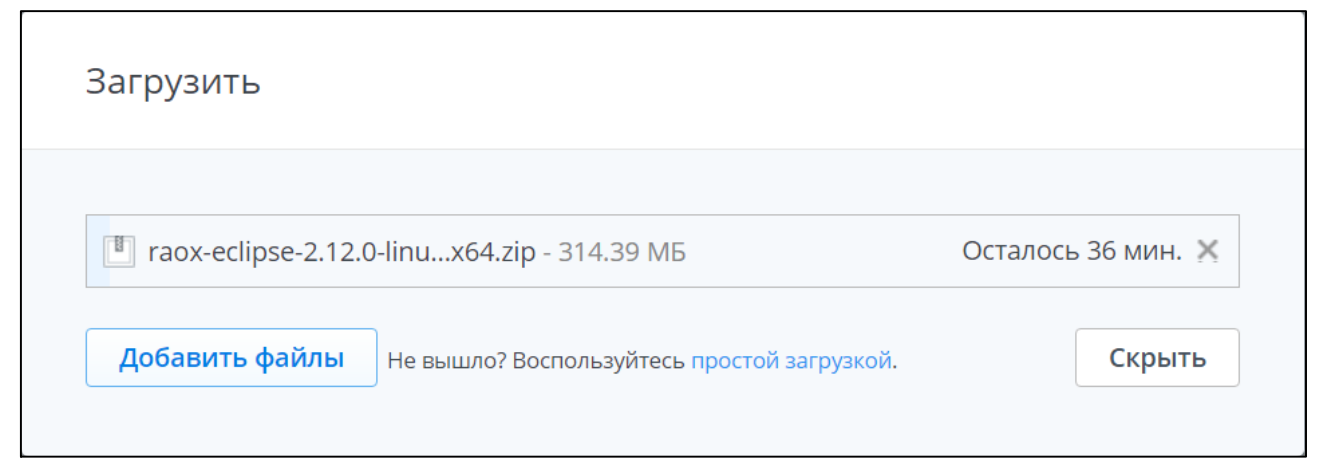 Загрузить
raox-eclipse-2.12.0-linu...x64.zip - 314.39 МБ Осталось 36 мин.
Добавить файлы Не вышло? Воспользуйтесь простой загрузкой. Скрыть